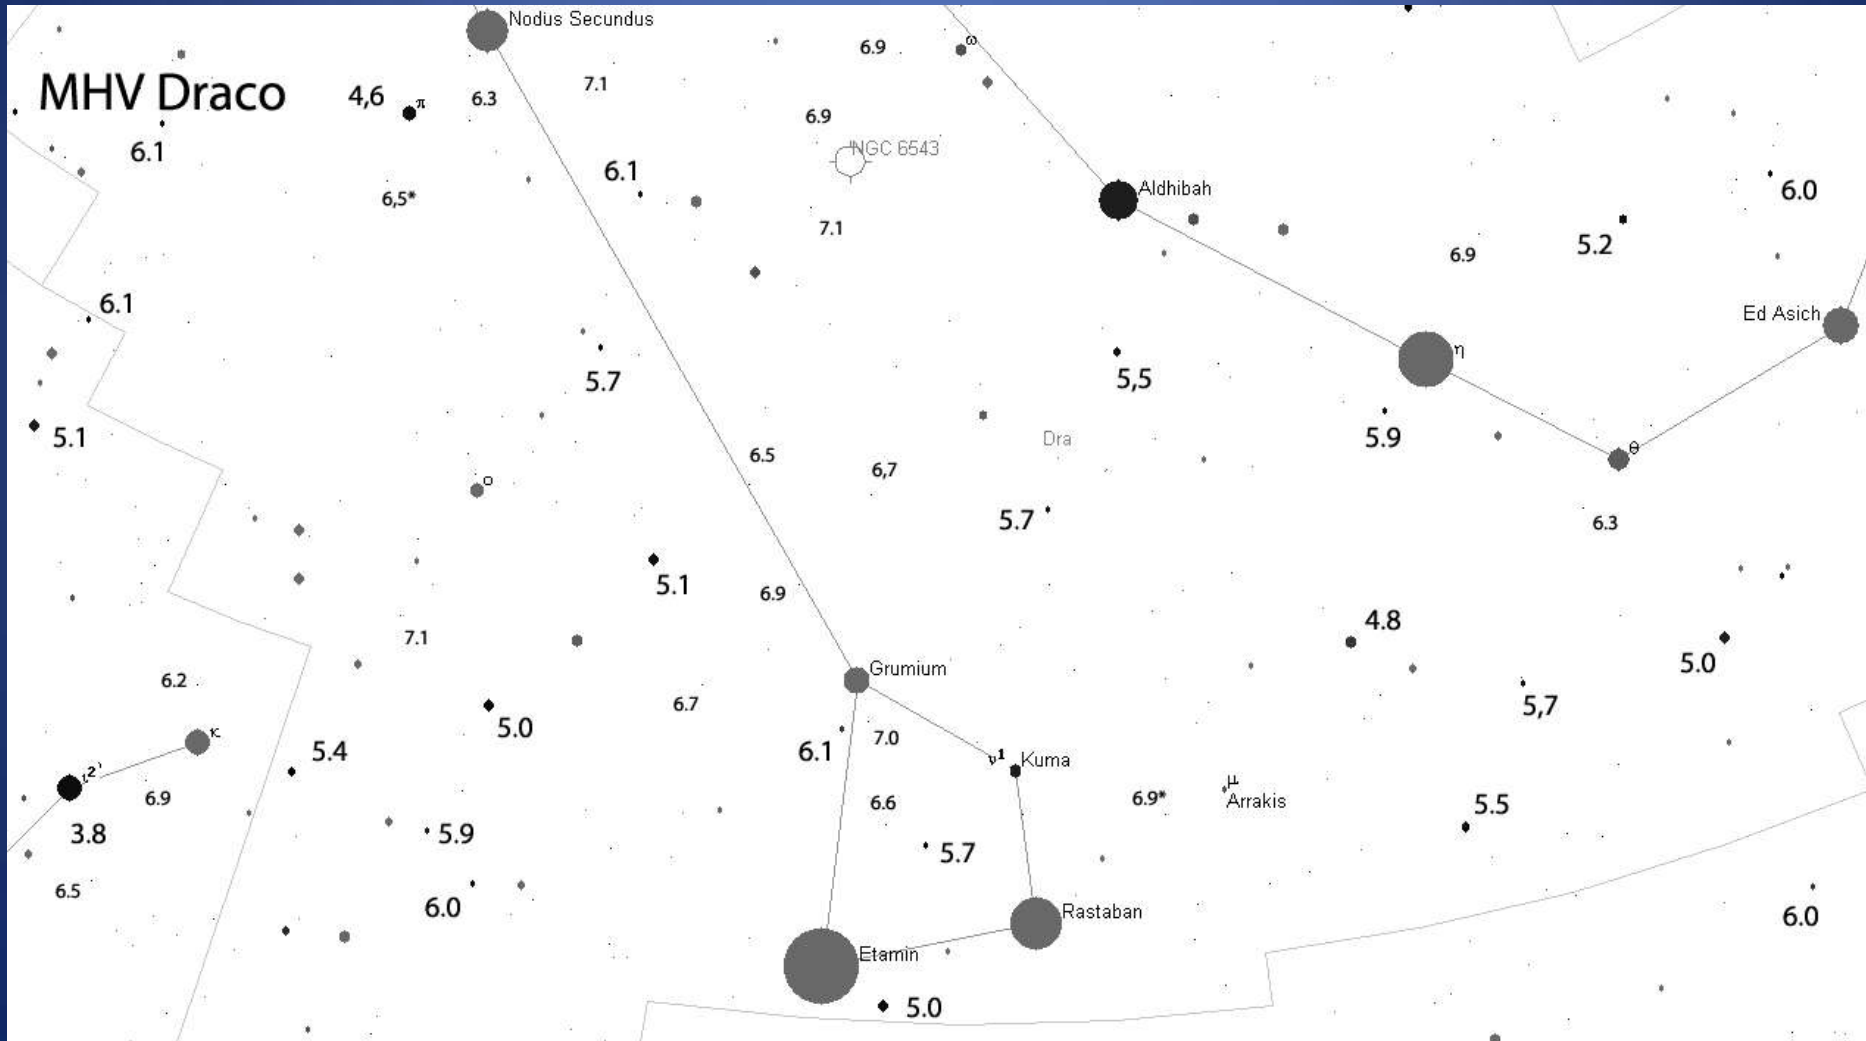 Nodus Secundus
ω
6.9
MHV Draco
4,6
π
6.3
7.1
6.9
6.1
NGC 6543
6.1
6,5*
7.1
Aldhibah
6.0
5.2
6.9
6.1
Ed Asich
η
5.7
5,5
5.1
5.9
Dra
θ
6.5
6,7
ο
5.7
6.3
5.1
6.9
7.1
4.8
5.0
Grumium
6.2
6.7
5,7
5.0
κ
5.4
6.1
7.0
ν1
Kuma
ι2
6.9
6.6
6.9*
μ
Arrakis
5.5
3.8
5.9
5.7
6.5
6.0
Rastaban
6.0
Etamin
5.0